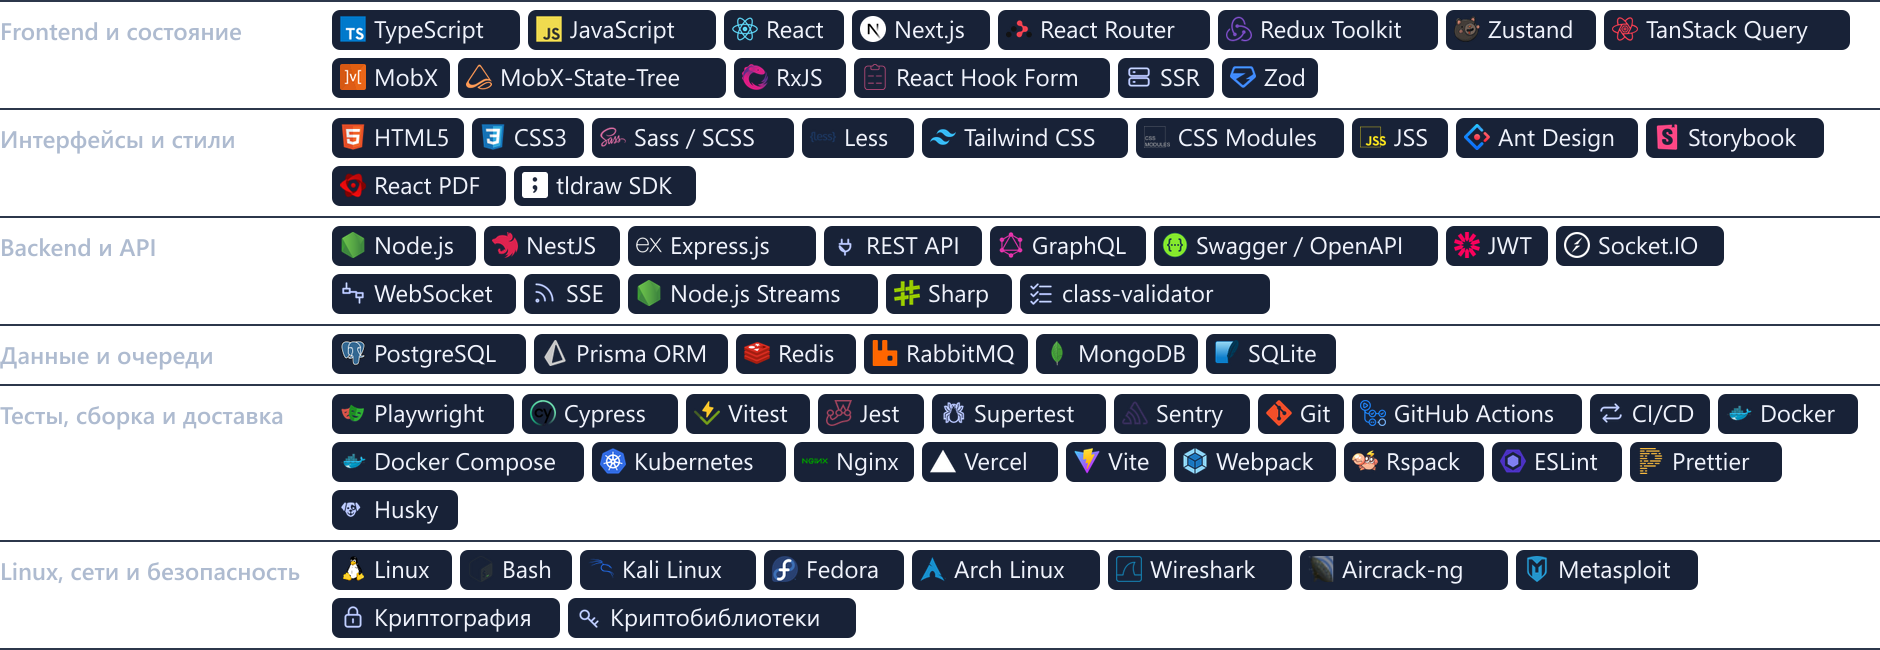 Frontend и состояние
TypeScript JavaScript React Next.js React Router Redux Toolkit Zustand TanStack Query
MobX MobX-State-Tree RxJS React Hook Form SSR Zod
Интерфейсы и стили
HTML5 CSS3 Sass / SCSS Less Tailwind CSS CSS Modules JSS Ant Design Storybook
React PDF tldraw SDK
Backend и API
Node.js NestJS Express.js REST API GraphQL Swagger / OpenAPI JWT Socket.IO
WebSocket SSE Node.js Streams Sharp class-validator
Данные и очереди
PostgreSQL Prisma ORM Redis RabbitMQ MongoDB SQLite
Тесты, сборка и доставка
Playwright Cypress Vitest Jest Supertest Sentry Git GitHub Actions CI/CD Docker
Docker Compose Kubernetes Nginx Vercel Vite Webpack Rspack ESLint Prettier
Husky
Linux, сети и безопасность
Linux Bash Kali Linux Fedora Arch Linux Wireshark Aircrack-ng Metasploit
Криптография Криптобиблиотеки